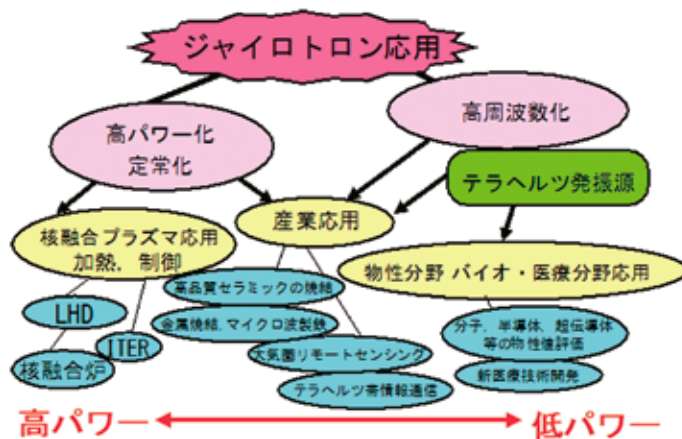 ジャイロトロン応用
高パワー化
定常化
高周波数化
テラヘルツ発振源
産業応用
核融合プラズマ応用
加熱, 制御
物性分野 バイオ・医療分野応用
高品質セラミックの焼結
金属焼結, マイクロ波製鉄
大気圏リモートセンシング
テラヘルツ帯情報通信
LHD
ITER
核融合炉
分子, 半導体, 超伝導体
等の物性値評価
新医療技術開発
高パワー
低パワー